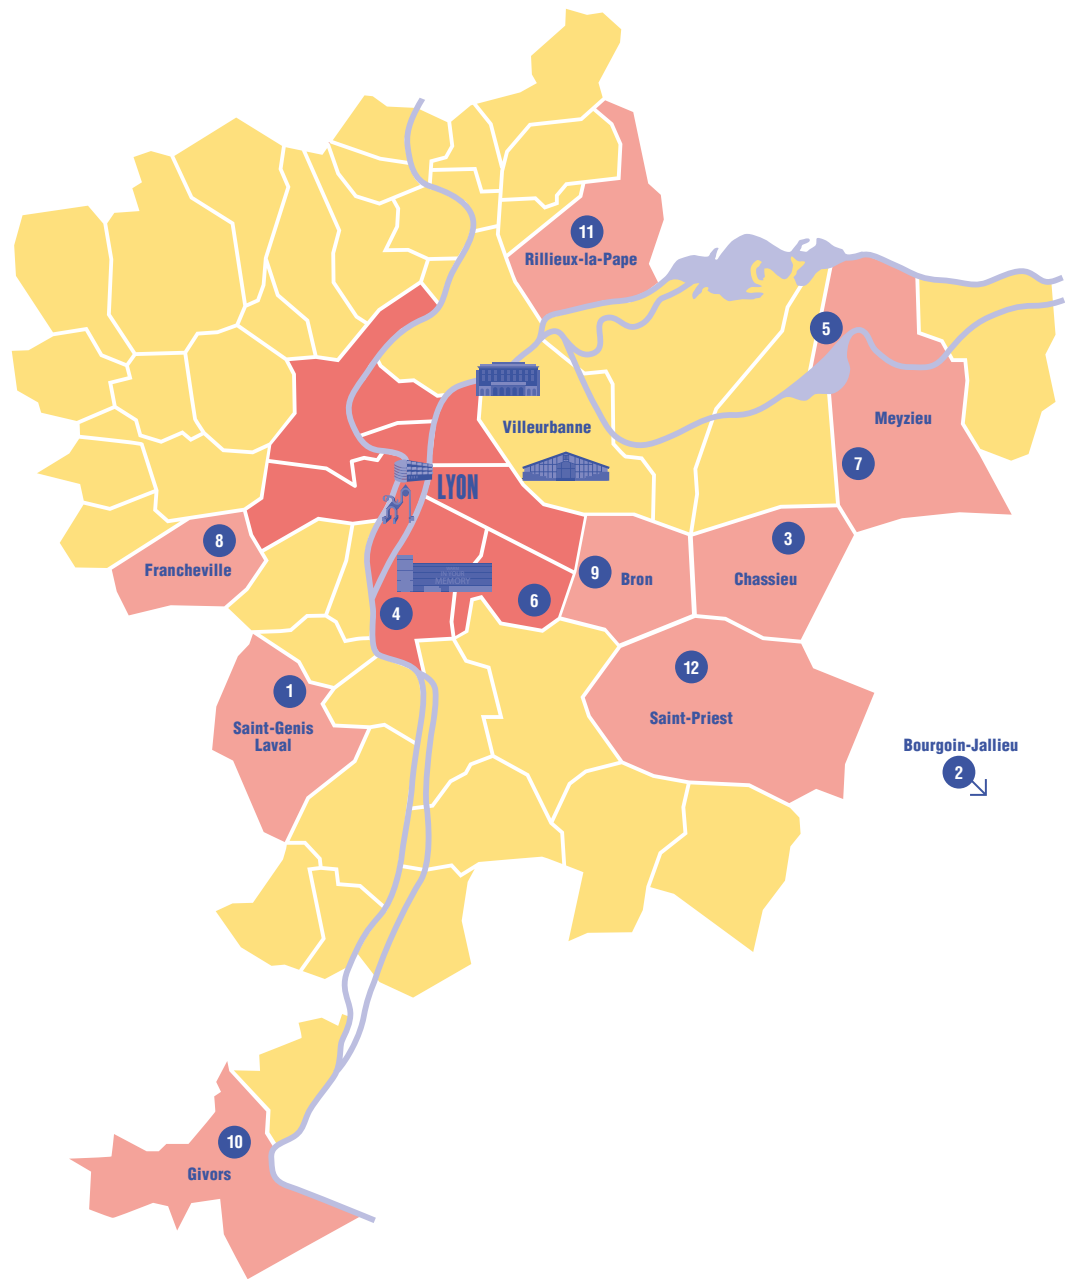 11
Rillieux-la-Pape
5
Meyzieu
Villeurbanne
7
LYON
8
Francheville
3
Chassieu
9
Bron
MEMORY
6
4
12
Saint-Priest
1
Saint-Genis
Laval
Bourgoin-Jallieu
2
10
Givors